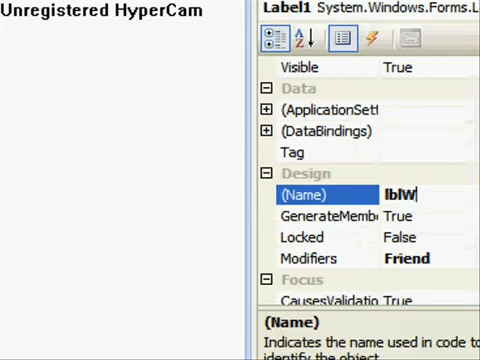 Unregistered HyperCam
Label1 System.Windows.Forms.L
Visible True
Data
(ApplicationSett
(DataBindings)
Tag
Design
(Name) lblW
GenerateMembe True
Locked False
Modifiers Friend
Focus
CausesValidatio True
(Name)
Indicates the name used in code to
identify the object.